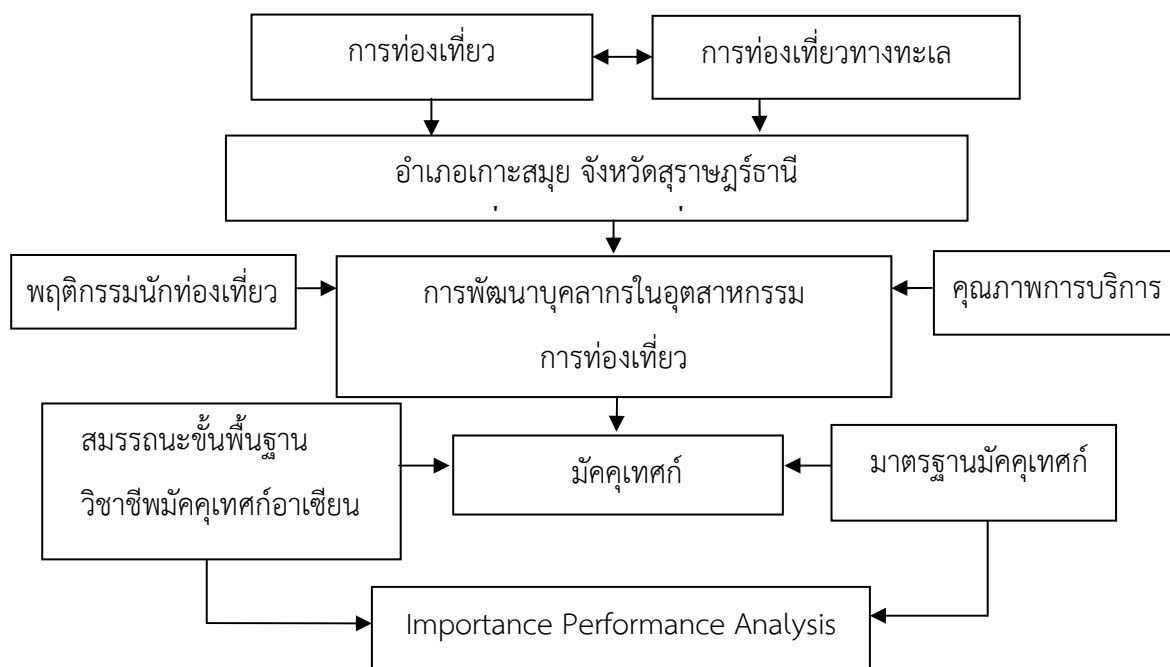 การท่องเที่ยว
การท่องเที่ยวทางทะเล
อำเภอเกาะสมุย จังหวัดสุราษฎร์ธานี
พฤติกรรมนักท่องเที่ยว
การพัฒนาบุคลากรในอุตสาหกรรม
การท่องเที่ยว
คุณภาพการบริการ
สมรรถนะขั้นพื้นฐาน
วิชาชีพมัคคุเทศก์อาเซียน
มัคคุเทศก์
มาตรฐานมัคคุเทศก์
Importance Performance Analysis